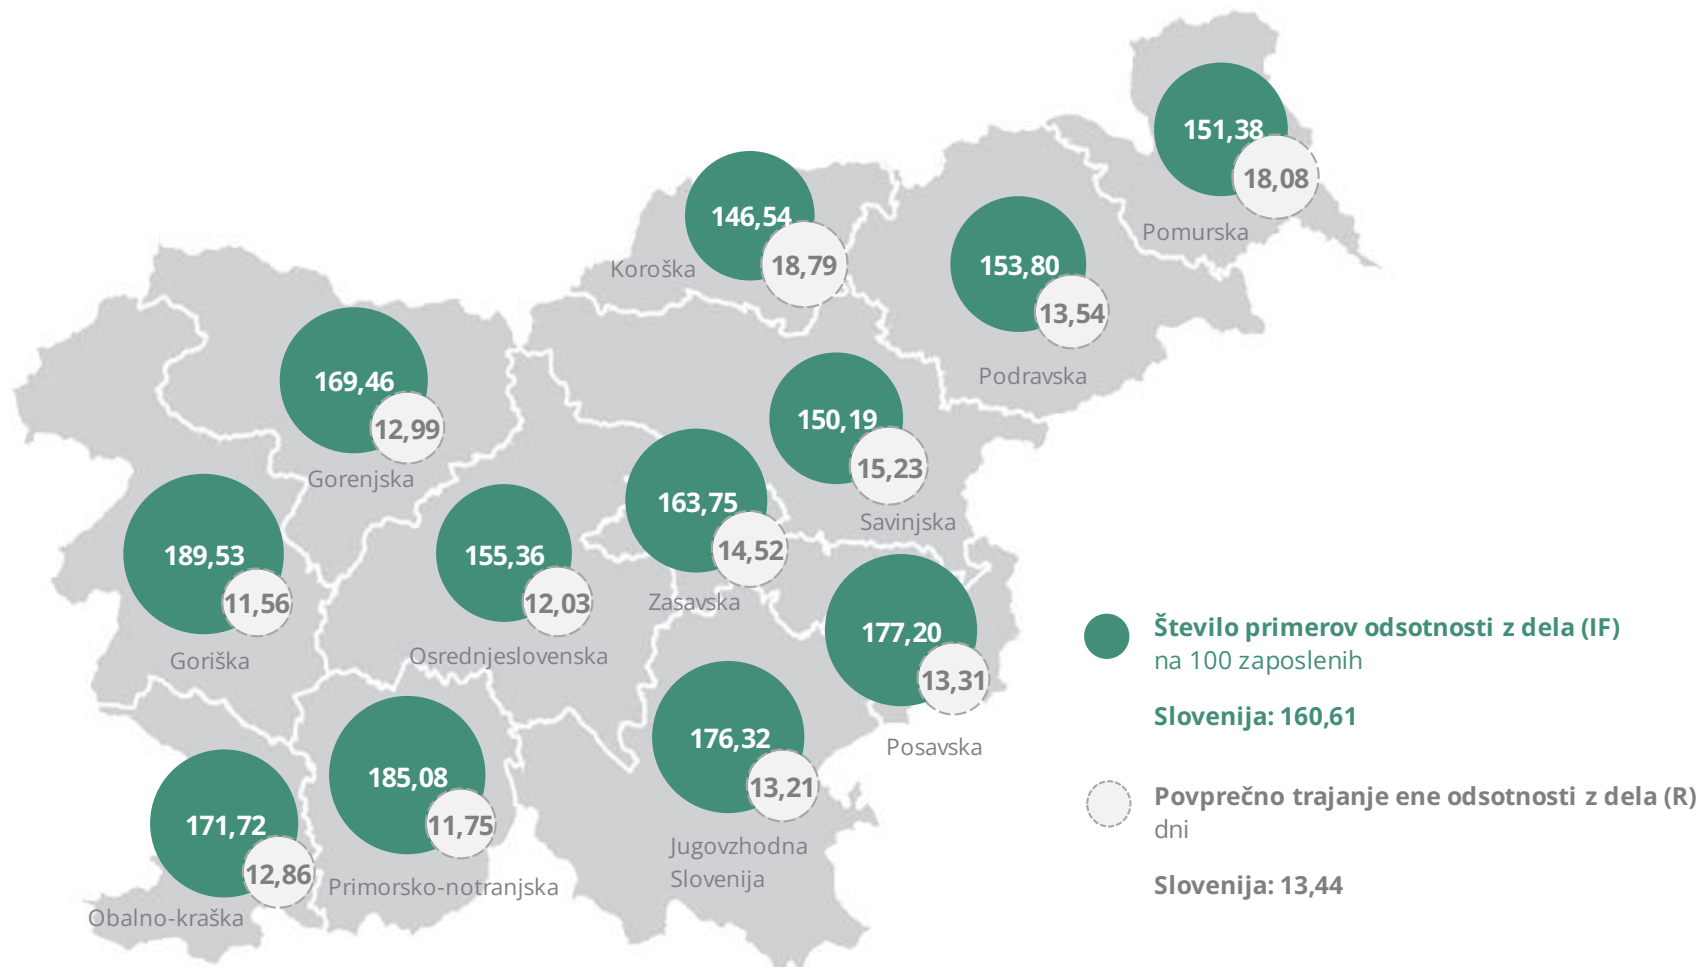 151,38
18,08
Pomurska
146,54
18,79
Koroška
153,80
13,54
Podravska
169,46
12,99
Gorenjska
150,19
15,23
Savinjska
163,75
14,52
Zasavska
189,53
11,56
Goriška
155,36
12,03
Osrednjeslovenska
177,20
13,31
Posavska
176,32
13,21
Jugovzhodna
Slovenija
185,08
11,75
Primorsko-notranjska
171,72
12,86
Obalno-kraška
Število primerov odsotnosti z dela (IF)
na 100 zaposlenih
Slovenija: 160,61
Povprečno trajanje ene odsotnosti z dela (R)
dni
Slovenija: 13,44